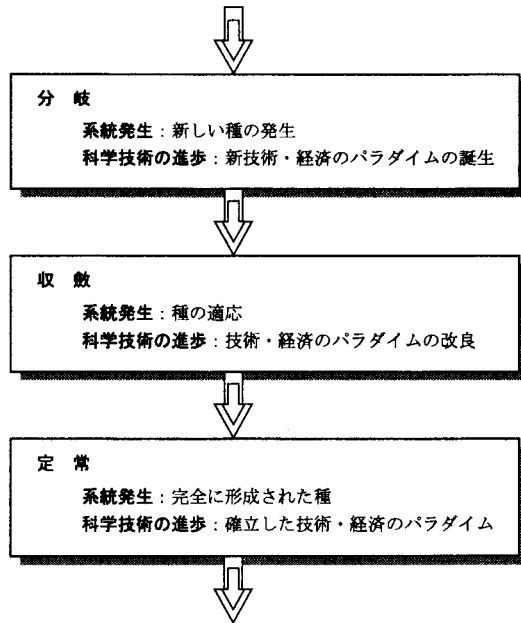 分　岐
系統発生：新しい種の発生
科学技術の進歩：新技術・経済のパラダイムの誕生
収　斂
系統発生：種の適応
科学技術の進歩：技術・経済のパラダイムの改良
定　常
系統発生：完全に形成された種
科学技術の進歩：確立した技術・経済のパラダイム